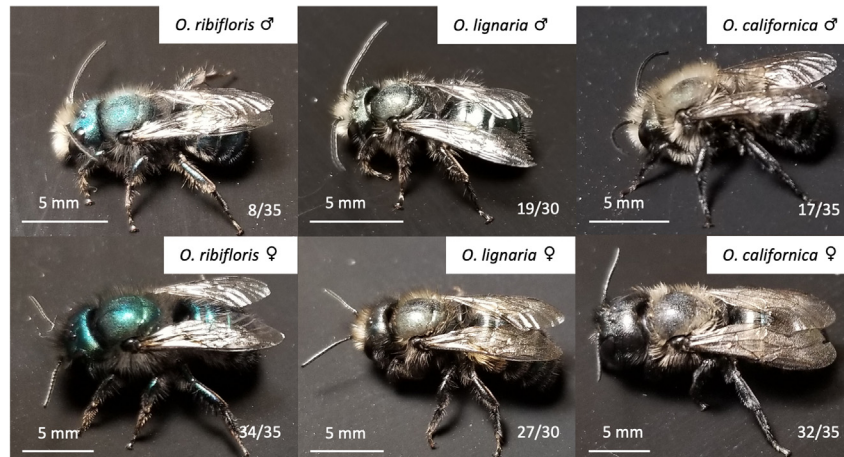 O. ribifloris ♂
5 mm
8/35
O. lignaria ♂
5 mm
19/30
O. californica ♂
5 mm
17/35
O. ribifloris ♀
5 mm
34/35
O. lignaria ♀
5 mm
27/30
O. californica ♀
5 mm
32/35